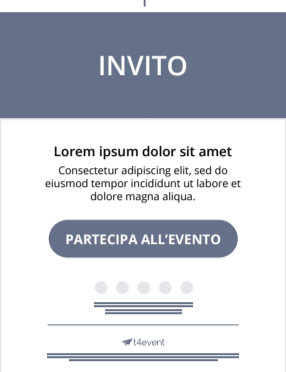 INVITO
Lorem ipsum dolor sit amet
Consectetur adipiscing elit, sed do
eiusmod tempor incididunt ut labore et
dolore magna aliqua.
PARTECIPA ALL’EVENTO
t4event